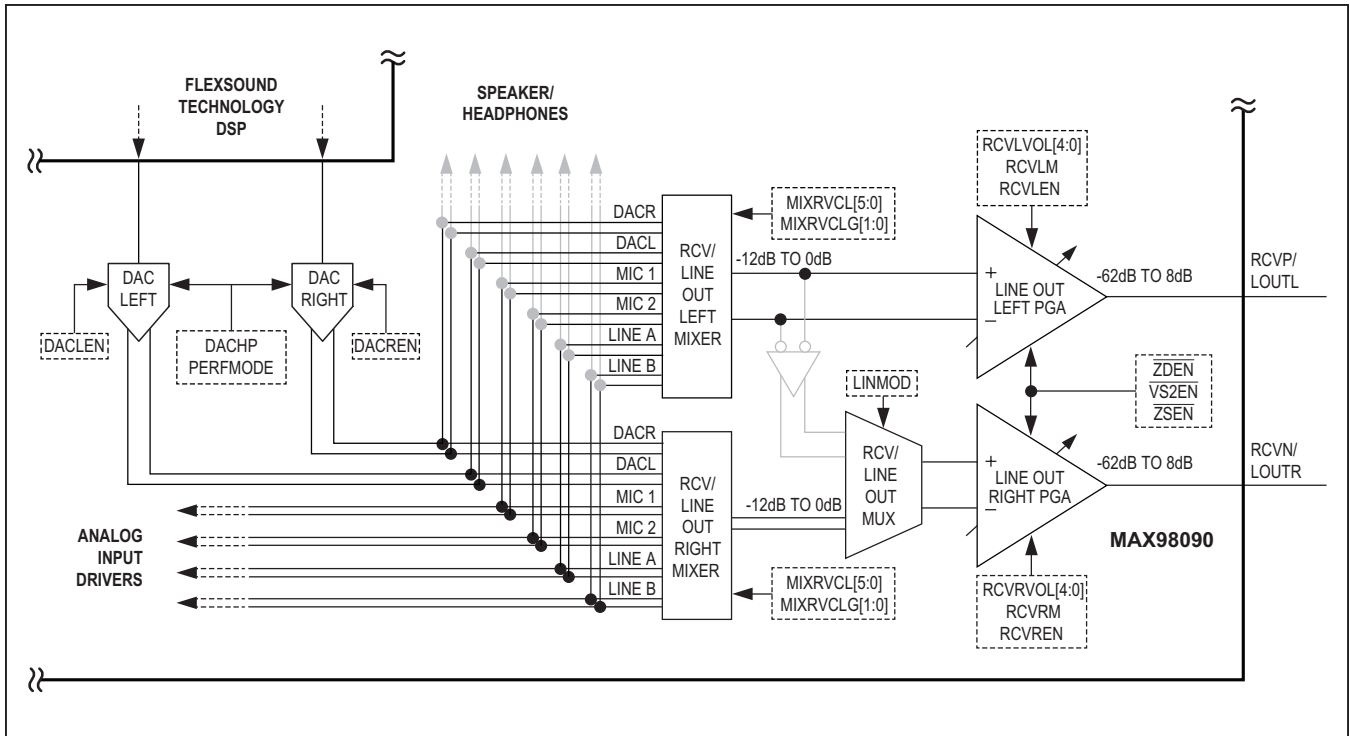 FLEXSOUND
TECHNOLOGY
DSP
SPEAKER/
HEADPHONES
DAC
LEFT
DAC
RIGHT
DACLEN
DACHP
PERFMODE
DACREN
DACR
DACL
MIC 1
MIC 2
LINE A
LINE B
RCV/
LINE
OUT
LEFT
MIXER
MIXRVCL[5:0]
MIXRVCLG[1:0]
-12dB TO 0dB
RCVLVOL[4:0]
RCVLM
RCVLEN
+
−
LINE OUT
LEFT PGA
-62dB TO 8dB
RCVP/
LOUTL
ZDEN
VS2EN
ZSEN
LINMOD
DACR
DACL
MIC 1
MIC 2
LINE A
LINE B
RCV/
LINE
OUT
RIGHT
MIXER
-12dB TO 0dB
RCV/
LINE
OUT
MUX
+
−
LINE OUT
RIGHT PGA
-62dB TO 8dB
RCVN/
LOUTR
MAX98090
ANALOG
INPUT
DRIVERS
MIXRVCL[5:0]
MIXRVCLG[1:0]
RCVRVOL[4:0]
RCVRM
RCVREN